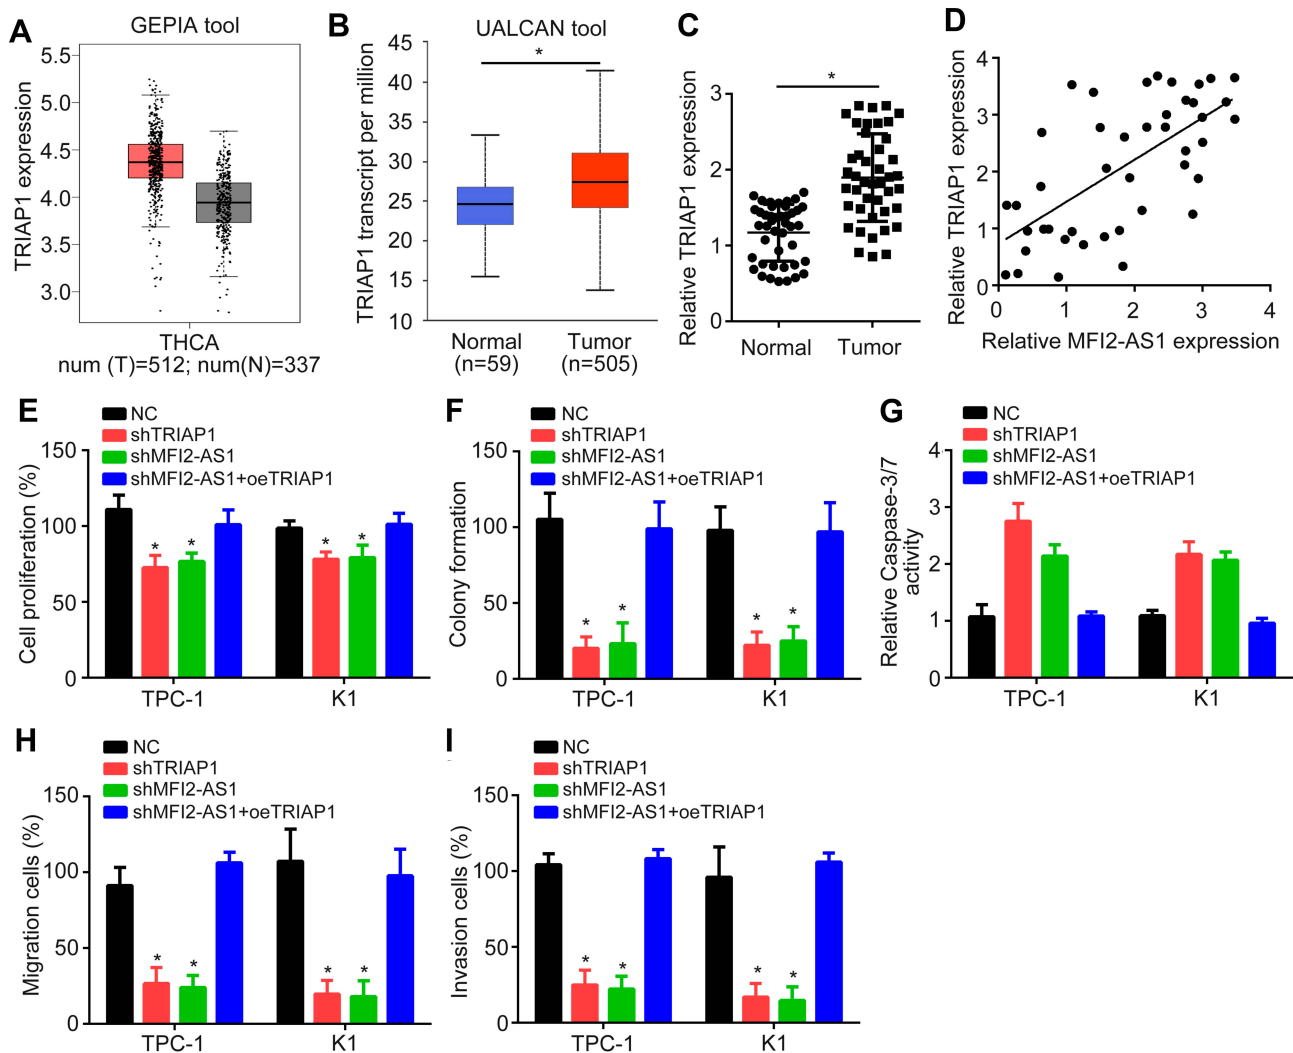 A
GEPIA tool
TRIAP1 expression
5.5
5.0
4.5
4.0
3.5
3.0
THCA
num (T)=512; num(N)=337
B
UALCAN tool
TRIAP1 transcript per million
45
40
35
30
25
20
15
10
*
Normal
(n=59)
Tumor
(n=505)
C
Relative TRIAP1 expression
3
2
1
0
*
Normal
Tumor
D
Relative TRIAP1 expression
4
3
2
1
0
0
1
2
3
4
Relative MFI2-AS1 expression
E
NC
shTRIAP1
shMFI2-AS1
shMFI2-AS1+oeTRIAP1
Cell proliferation (%)
150
100
50
0
* * * *
TPC-1
K1
F
NC
shTRIAP1
shMFI2-AS1
shMFI2-AS1+oeTRIAP1
Colony formation
150
100
50
0
* * * *
TPC-1
K1
G
NC
shTRIAP1
shMFI2-AS1
shMFI2-AS1+oeTRIAP1
Relative Caspase-3/7
activity
4
3
2
1
0
TPC-1
K1
H
NC
shTRIAP1
shMFI2-AS1
shMFI2-AS1+oeTRIAP1
Migration cells (%)
150
100
50
0
* * * *
TPC-1
K1
I
NC
shTRIAP1
shMFI2-AS1
shMFI2-AS1+oeTRIAP1
Invasion cells (%)
150
100
50
0
* * * *
TPC-1
K1